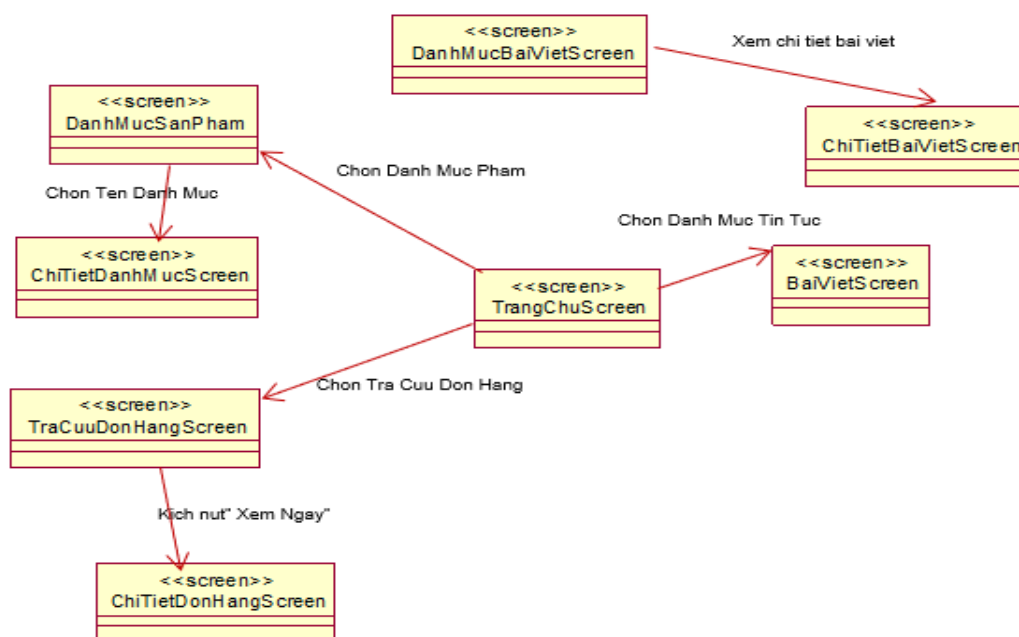 <<screen>>
DanhMucBaiVietScreen
Xem chi tiet bai viet
<<screen>>
DanhMucSanPham
<<screen>>
ChiTietBaiVietScreen
Chon Danh Muc Pham
Chon Ten Danh Muc
Chon Danh Muc Tin Tuc
<<screen>>
ChiTietDanhMucScreen
<<screen>>
BaiVietScreen
<<screen>>
TrangChuScreen
Chon Tra Cuu Don Hang
<<screen>>
TraCuuDonHangScreen
Kich nut" Xem Ngay"
<<screen>>
ChiTietDonHangScreen